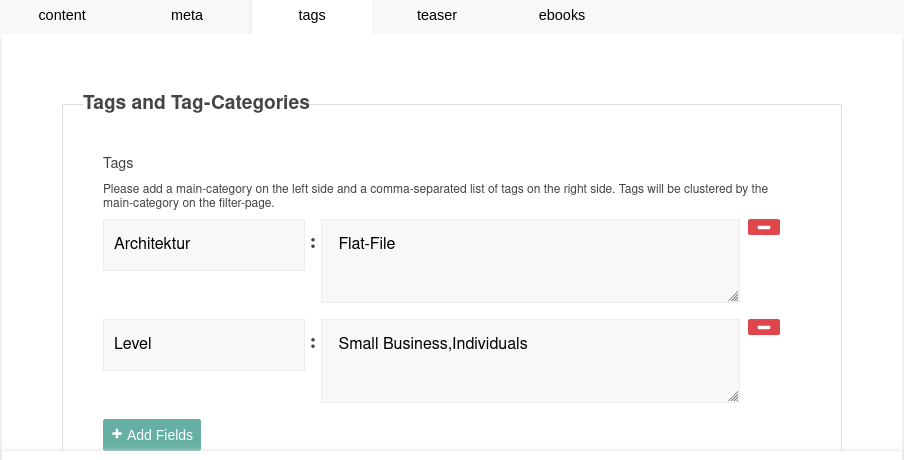 content meta tags teaser ebooks
Tags and Tag-Categories
Tags
Please add a main-category on the left side and a comma-separated list of tags on the right side. Tags will be clustered by the
main-category on the filter-page.
Architektur : Flat-File
Level : Small Business,Individuals
+ Add Fields